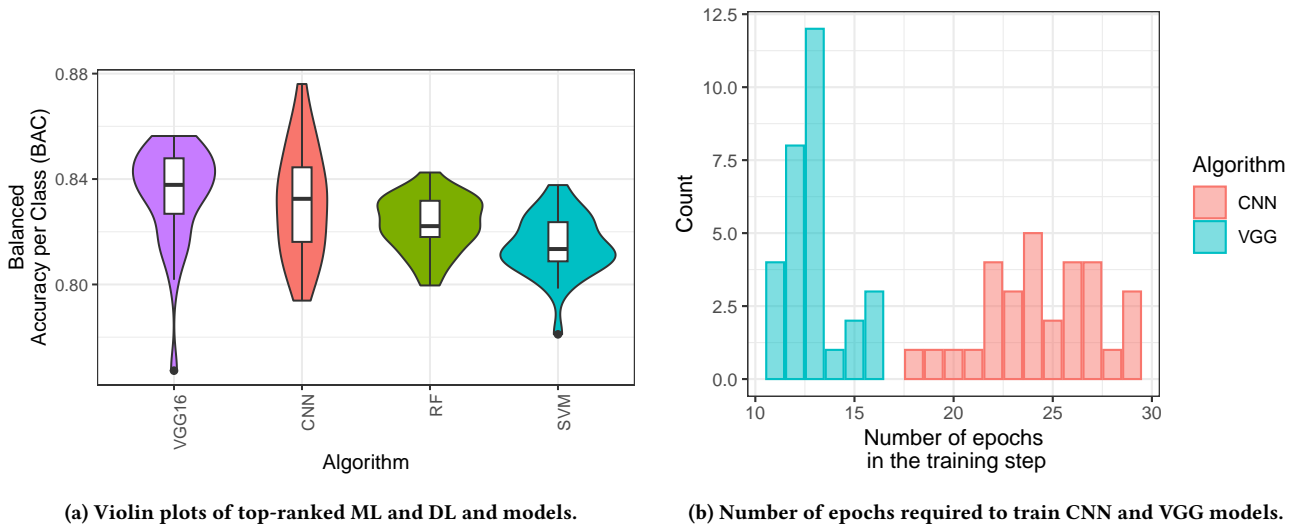 0.88
0.84
0.80
Balanced
Accuracy per Class (BAC)
VGG16
CNN
RF
SVM
Algorithm
(a) Violin plots of top-ranked ML and DL and models.
12.5
10.0
7.5
5.0
2.5
0.0
Count
10 15 20 25 30
Number of epochs
in the training step
Algorithm
CNN
VGG
(b) Number of epochs required to train CNN and VGG models.